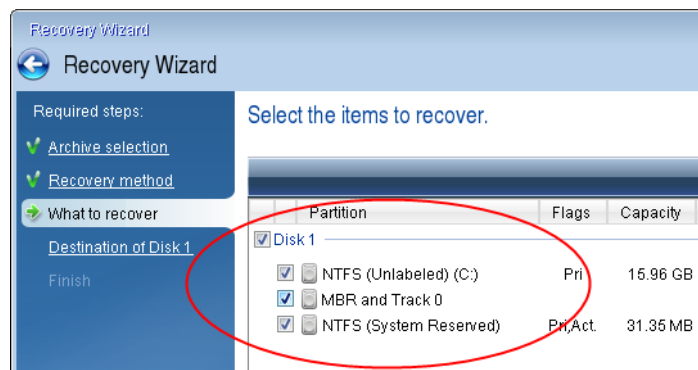 Recovery Wizard
Recovery Wizard
Required steps:
Archive selection
Recovery method
What to recover
Destination of Disk 1
Finish
Select the items to recover.
Partition Flags Capacity
Disk 1
NTFS (Unlabeled) (C:) Pri 15.96 GB
MBR and Track 0
NTFS (System Reserved) Pri,Act. 31.35 MB